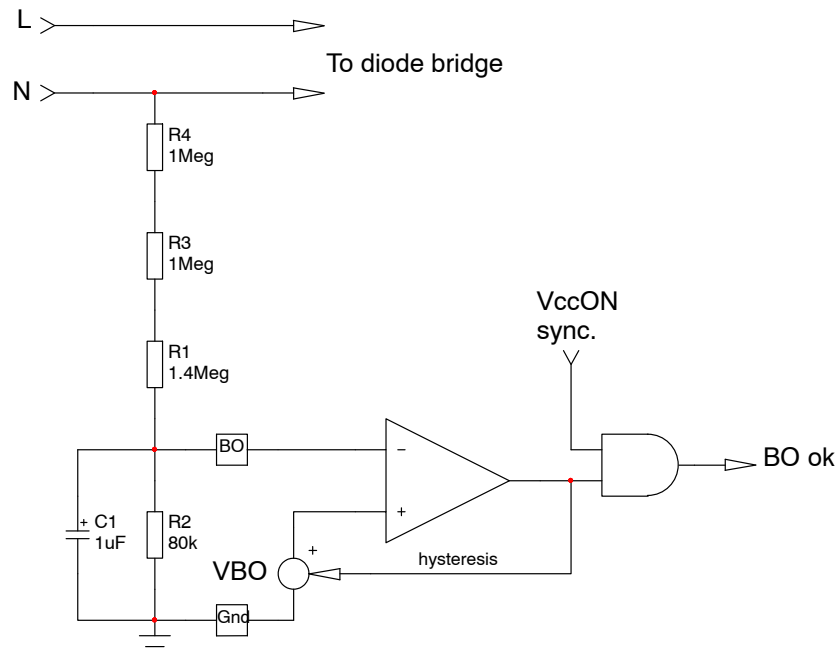 L
To diode bridge
N
R4
1Meg
R3
1Meg
VccON
sync.
R1
1.4Meg
BO
−
BO ok
+
+ C1
1uF
R2
80k
+
VBO
hysteresis
Gnd